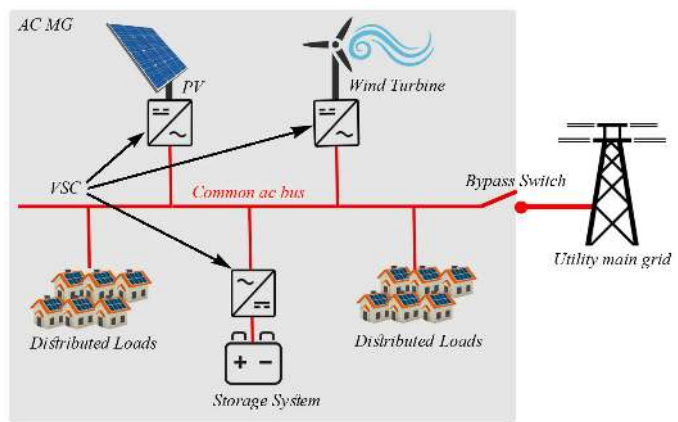 AC MG
PV
Wind Turbine
VSC
Common ac bus
Bypass Switch
Utility main grid
Distributed Loads
Distributed Loads
Storage System